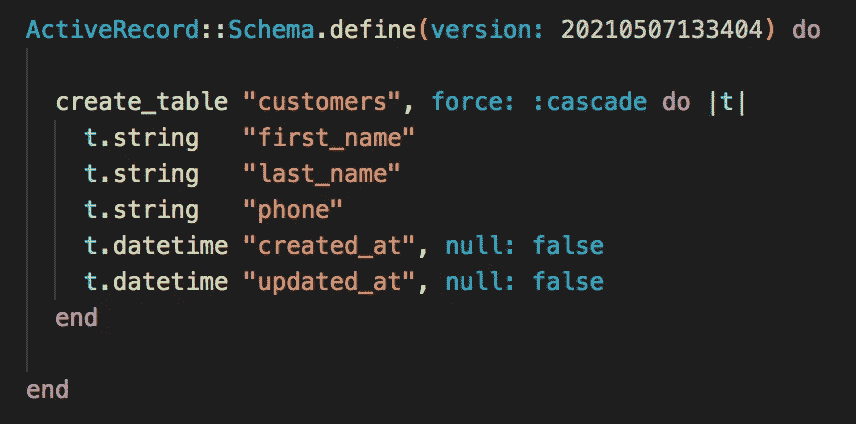 ActiveRecord::Schema.define(version: 20210507133404) do
create_table "customers", force: :cascade do |t|
t.string "first_name"
t.string "last_name"
t.string "phone"
t.datetime "created_at", null: false
t.datetime "updated_at", null: false
end
end